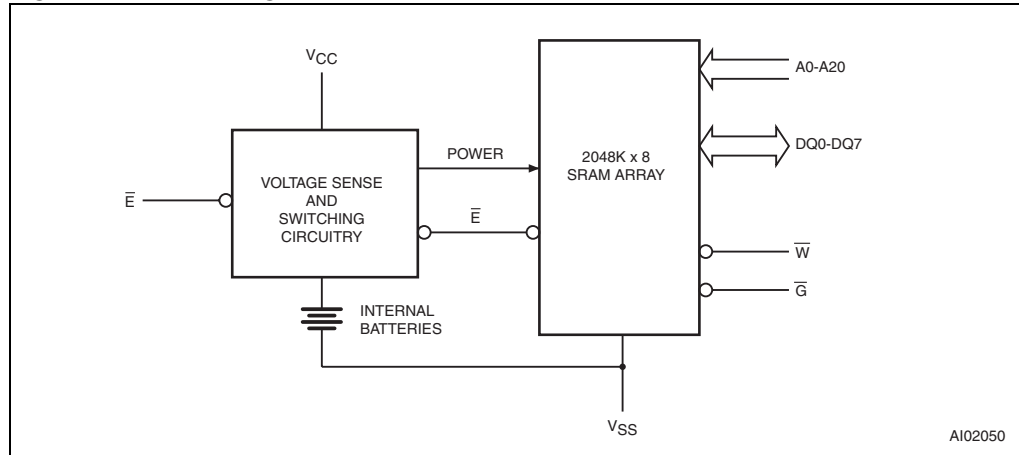 VCC
A0-A20
POWER
2048K x 8
SRAM ARRAY
DQ0-DQ7
E̅
VOLTAGE SENSE
AND
SWITCHING
CIRCUITRY
E̅
W̅
G̅
INTERNAL
BATTERIES
VSS
AI02050